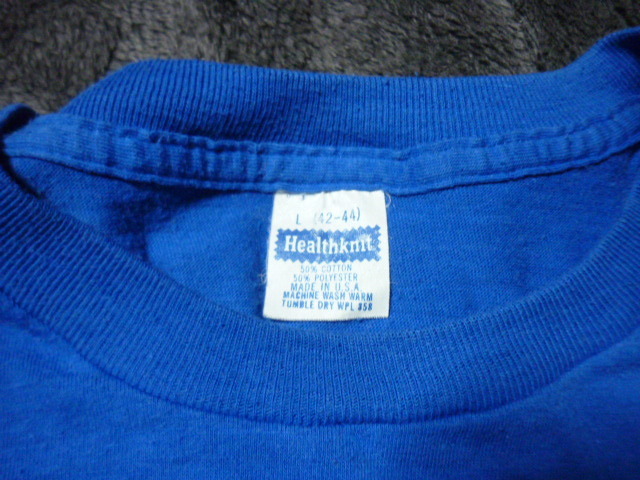 L (42-44)
Healthknit
50% COTTON
50% POLYESTER
MADE IN U.S.A.
MACHINE WASH WARM
TUMBLE DRY WPL 858